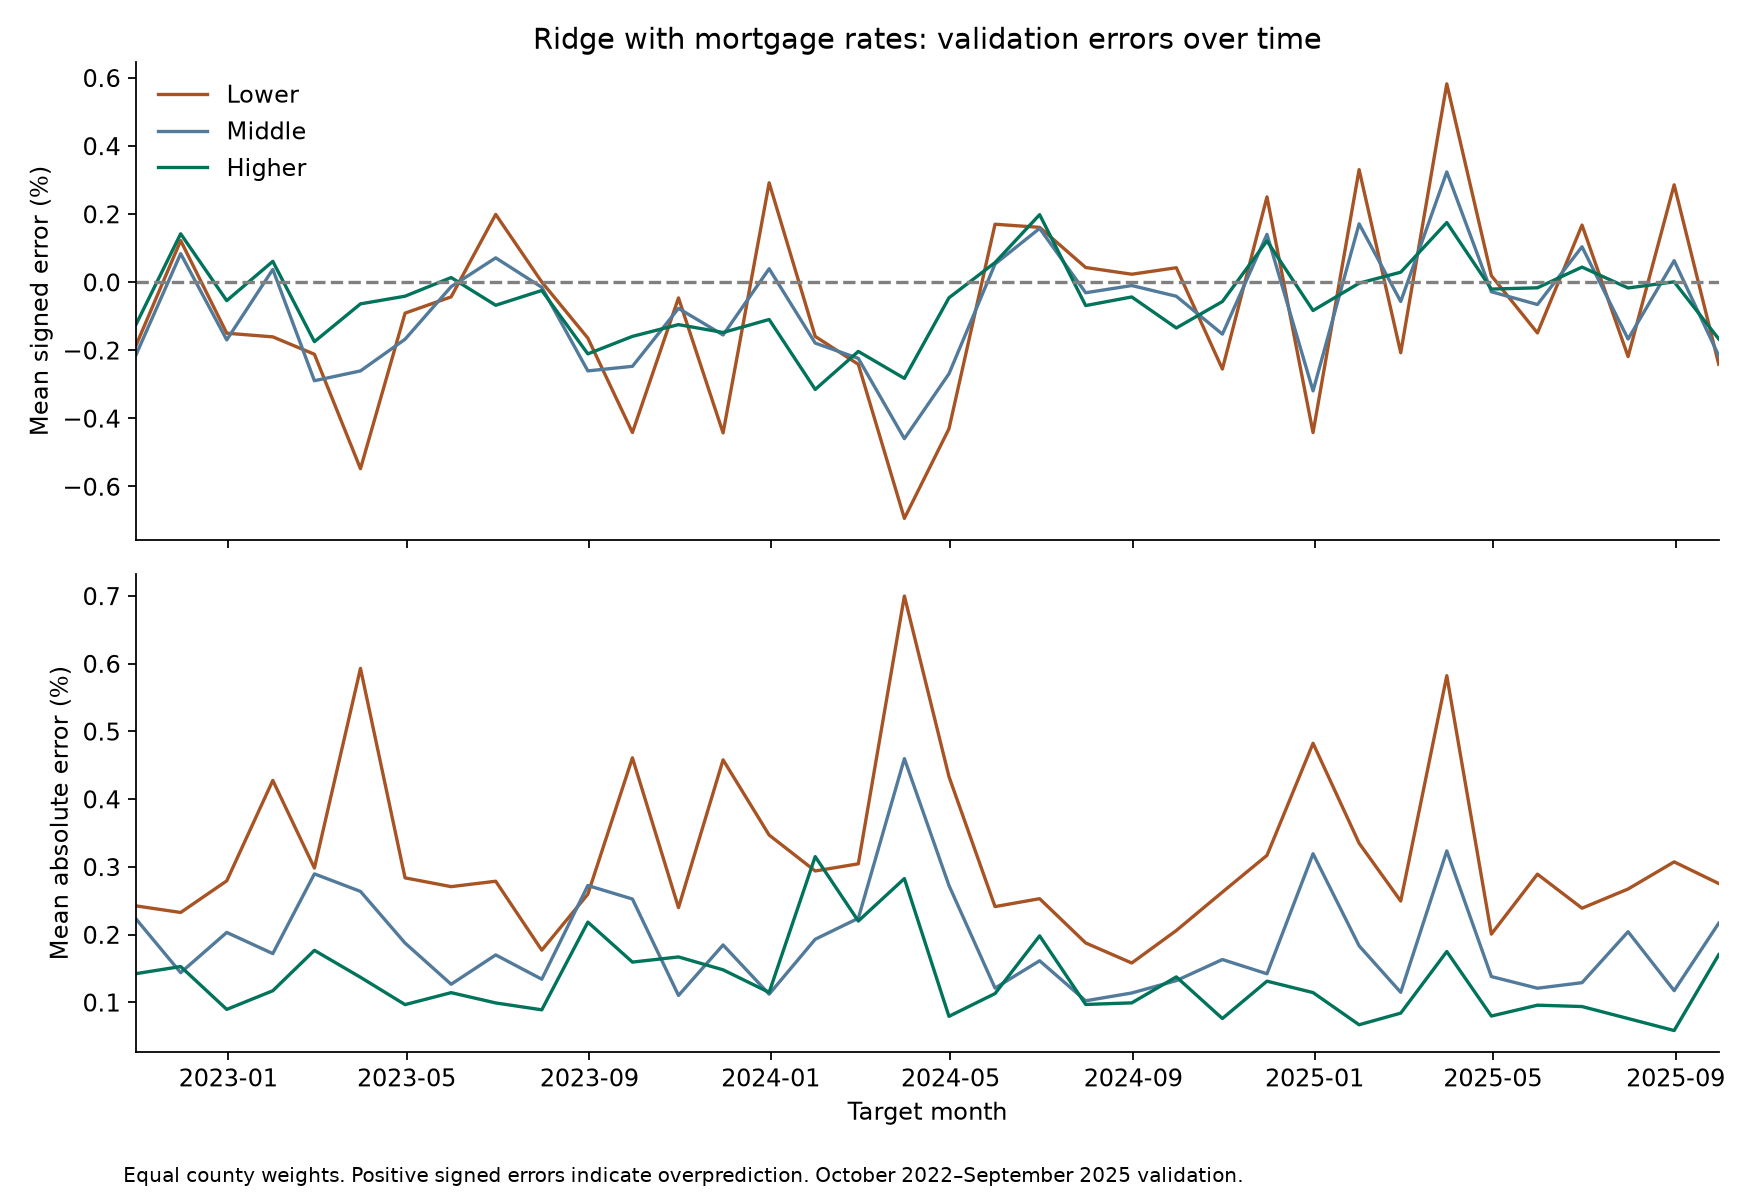 Ridge with mortgage rates: validation errors over time
0.6
0.4
0.2
0.0
−0.2
−0.4
−0.6
Mean signed error (%)
Lower
Middle
Higher
0.7
0.6
0.5
0.4
0.3
0.2
0.1
Mean absolute error (%)
2023-01 2023-05 2023-09 2024-01 2024-05 2024-09 2025-01 2025-05 2025-09
Target month
Equal county weights. Positive signed errors indicate overprediction. October 2022–September 2025 validation.